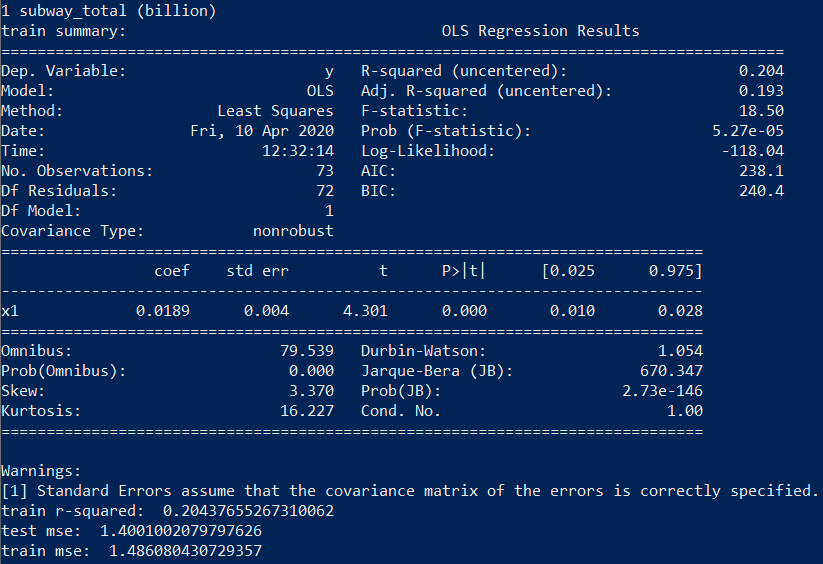 1 subway_total (billion)
train summary:                                   OLS Regression Results
=======================================================================================
Dep. Variable:                      y   R-squared (uncentered):                   0.204
Model:                            OLS   Adj. R-squared (uncentered):              0.193
Method:                 Least Squares   F-statistic:                              18.50
Date:                Fri, 10 Apr 2020   Prob (F-statistic):                    5.27e-05
Time:                        12:32:14   Log-Likelihood:                         -118.04
No. Observations:                  73   AIC:                                      238.1
Df Residuals:                      72   BIC:                                      240.4
Df Model:                           1
Covariance Type:            nonrobust
==============================================================================
                 coef    std err          t      P>|t|      [0.025      0.975]
------------------------------------------------------------------------------
x1             0.0189      0.004      4.301      0.000       0.010       0.028
==============================================================================
Omnibus:                       79.539   Durbin-Watson:                   1.054
Prob(Omnibus):                  0.000   Jarque-Bera (JB):              670.347
Skew:                           3.370   Prob(JB):                    2.73e-146
Kurtosis:                      16.227   Cond. No.                         1.00
==============================================================================
Warnings:
[1] Standard Errors assume that the covariance matrix of the errors is correctly specified.
train r-squared:  0.20437655267310062
test mse:  1.4001002079797626
train mse:  1.486080430729357